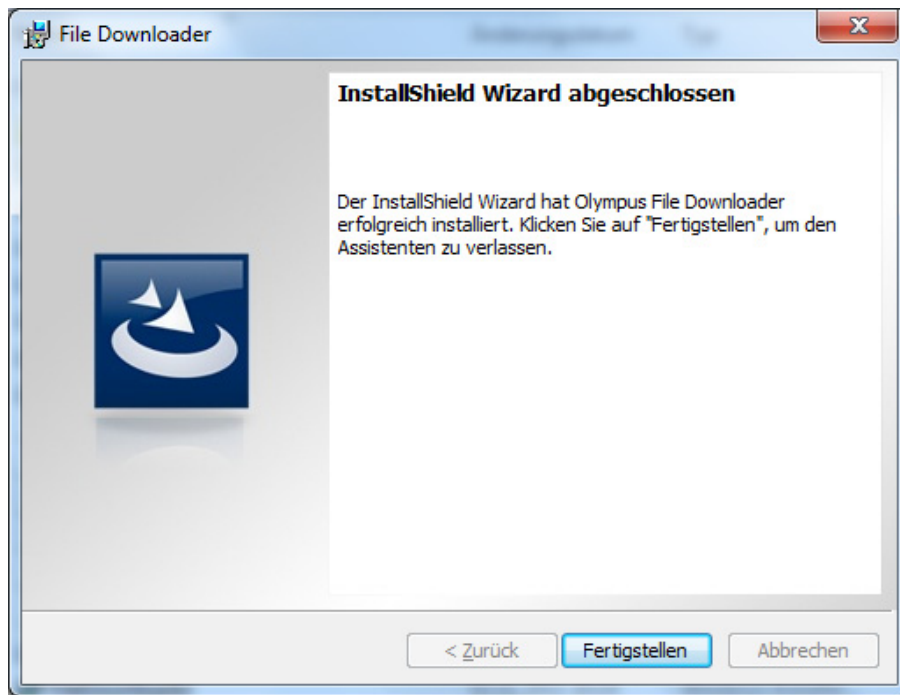 File Downloader
InstallShield Wizard abgeschlossen
Der InstallShield Wizard hat Olympus File Downloader
erfolgreich installiert. Klicken Sie auf "Fertigstellen", um den
Assistenten zu verlassen.
< Zurück
Fertigstellen
Abbrechen